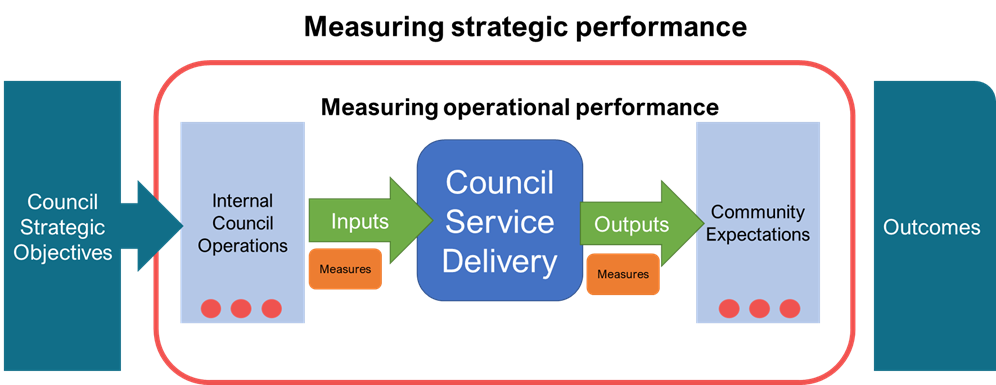 Measuring strategic performance
Measuring operational performance
Council
Strategic
Objectives
Internal
Council
Operations
Inputs
Measures
Council
Service
Delivery
Outputs
Measures
Community
Expectations
Outcomes